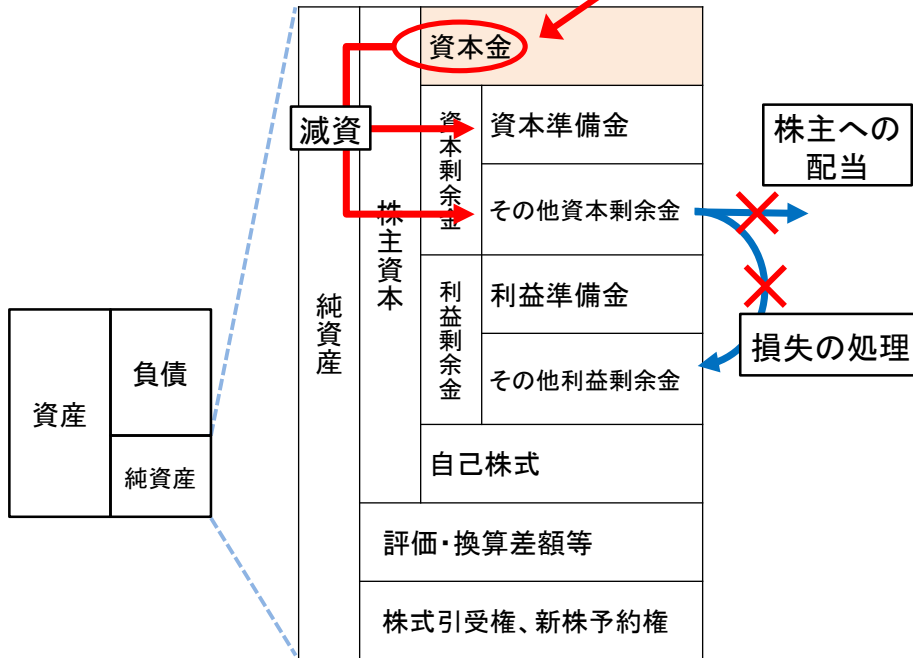 資産
負債
純資産
純資産
株主資本
資本金
減資
資本剰余金
資本準備金
その他資本剰余金
利益剰余金
利益準備金
その他利益剰余金
自己株式
評価・換算差額等
株式引受権、新株予約権
株主への
配当
損失の処理